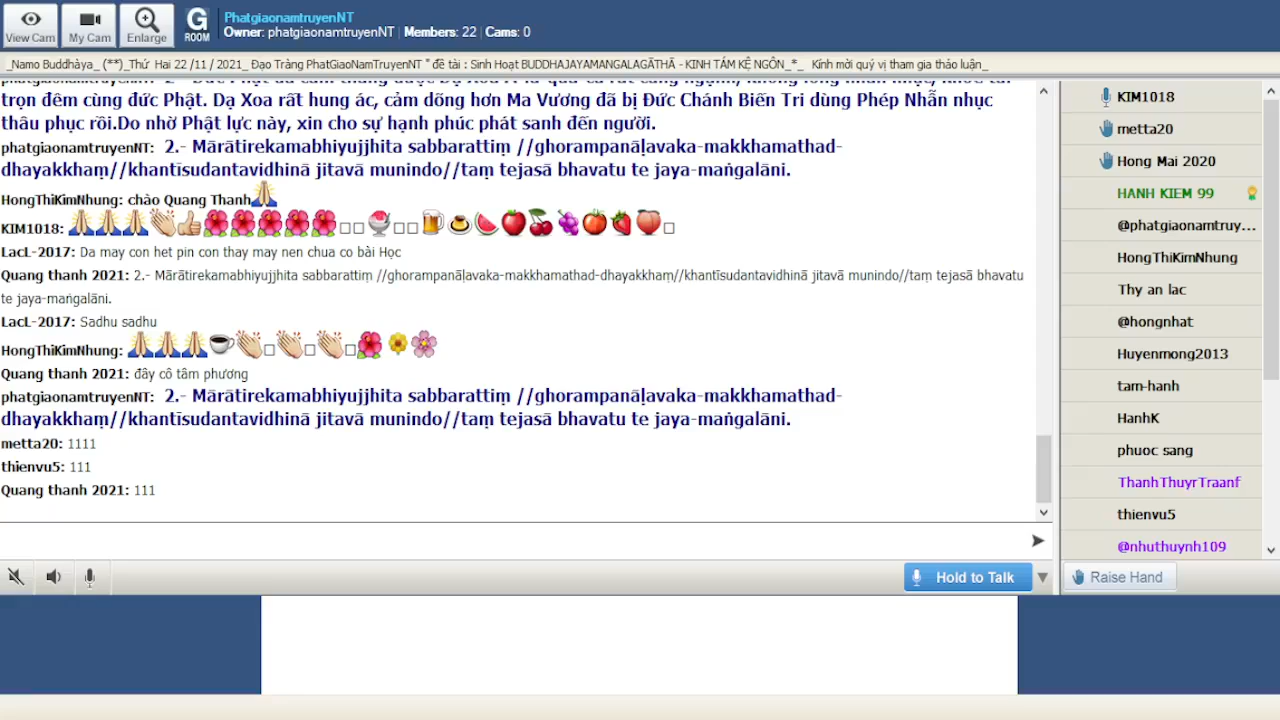 View Cam
My Cam
Enlarge
G
ROOM
PhatgiaonamtruyenNT
Owner: phatgiaonamtruyenNT | Members: 22 | Cams: 0
_Namo Buddhàya_ (**)_Thứ Hai 22 /11 / 2021_ Đạo Tràng PhatGiaoNamTruyenNT " đề tài : Sinh Hoạt BUDDHAJAYAMANGALAGĀTHĀ - KINH TÁM KỆ NGÔN_*_ Kính mời quý vị tham gia thảo luận_
trọn đêm cùng đức Phật. Dạ Xoa rất hung ác, cảm dõng hơn Ma Vương đã bị Đức Chánh Biến Tri dùng Phép Nhẫn nhục
thâu phục rồi.Do nhờ Phật lực này, xin cho sự hạnh phúc phát sanh đến người.
phatgiaonamtruyenNT: 2.- Mārātirekamabhiyujjhita sabbarattiṃ //ghorampanāḷavaka-makkhamathad-
dhayakkhaṃ//khantīsudantavidhinā jitavā munindo//taṃ tejasā bhavatu te jaya-maṅgalāni.
HongThiKimNhung: chào Quang Thanh
KIM1018:
LacL-2017: Da may con het pin con thay may nen chua co bài Học
Quang thanh 2021: 2.- Mārātirekamabhiyujjhita sabbarattiṃ //ghorampanāḷavaka-makkhamathad-dhayakkhaṃ//khantīsudantavidhinā jitavā munindo//taṃ tejasā bhavatu
te jaya-maṅgalāni.
LacL-2017: Sadhu sadhu
HongThiKimNhung:
Quang thanh 2021: đây cô tâm phương
phatgiaonamtruyenNT: 2.- Mārātirekamabhiyujjhita sabbarattiṃ //ghorampanāḷavaka-makkhamathad-
dhayakkhaṃ//khantīsudantavidhinā jitavā munindo//taṃ tejasā bhavatu te jaya-maṅgalāni.
metta20: 1111
thienvu5: 111
Quang thanh 2021: 111
Hold to Talk
KIM1018
metta20
Hong Mai 2020
HANH KIEM 99
@phatgiaonamtruy...
HongThiKimNhung
Thy an lac
@hongnhat
Huyenmong2013
tam-hanh
HanhK
phuoc sang
ThanhThuyrTraanf
thienvu5
@nhuthuynh109
Raise Hand